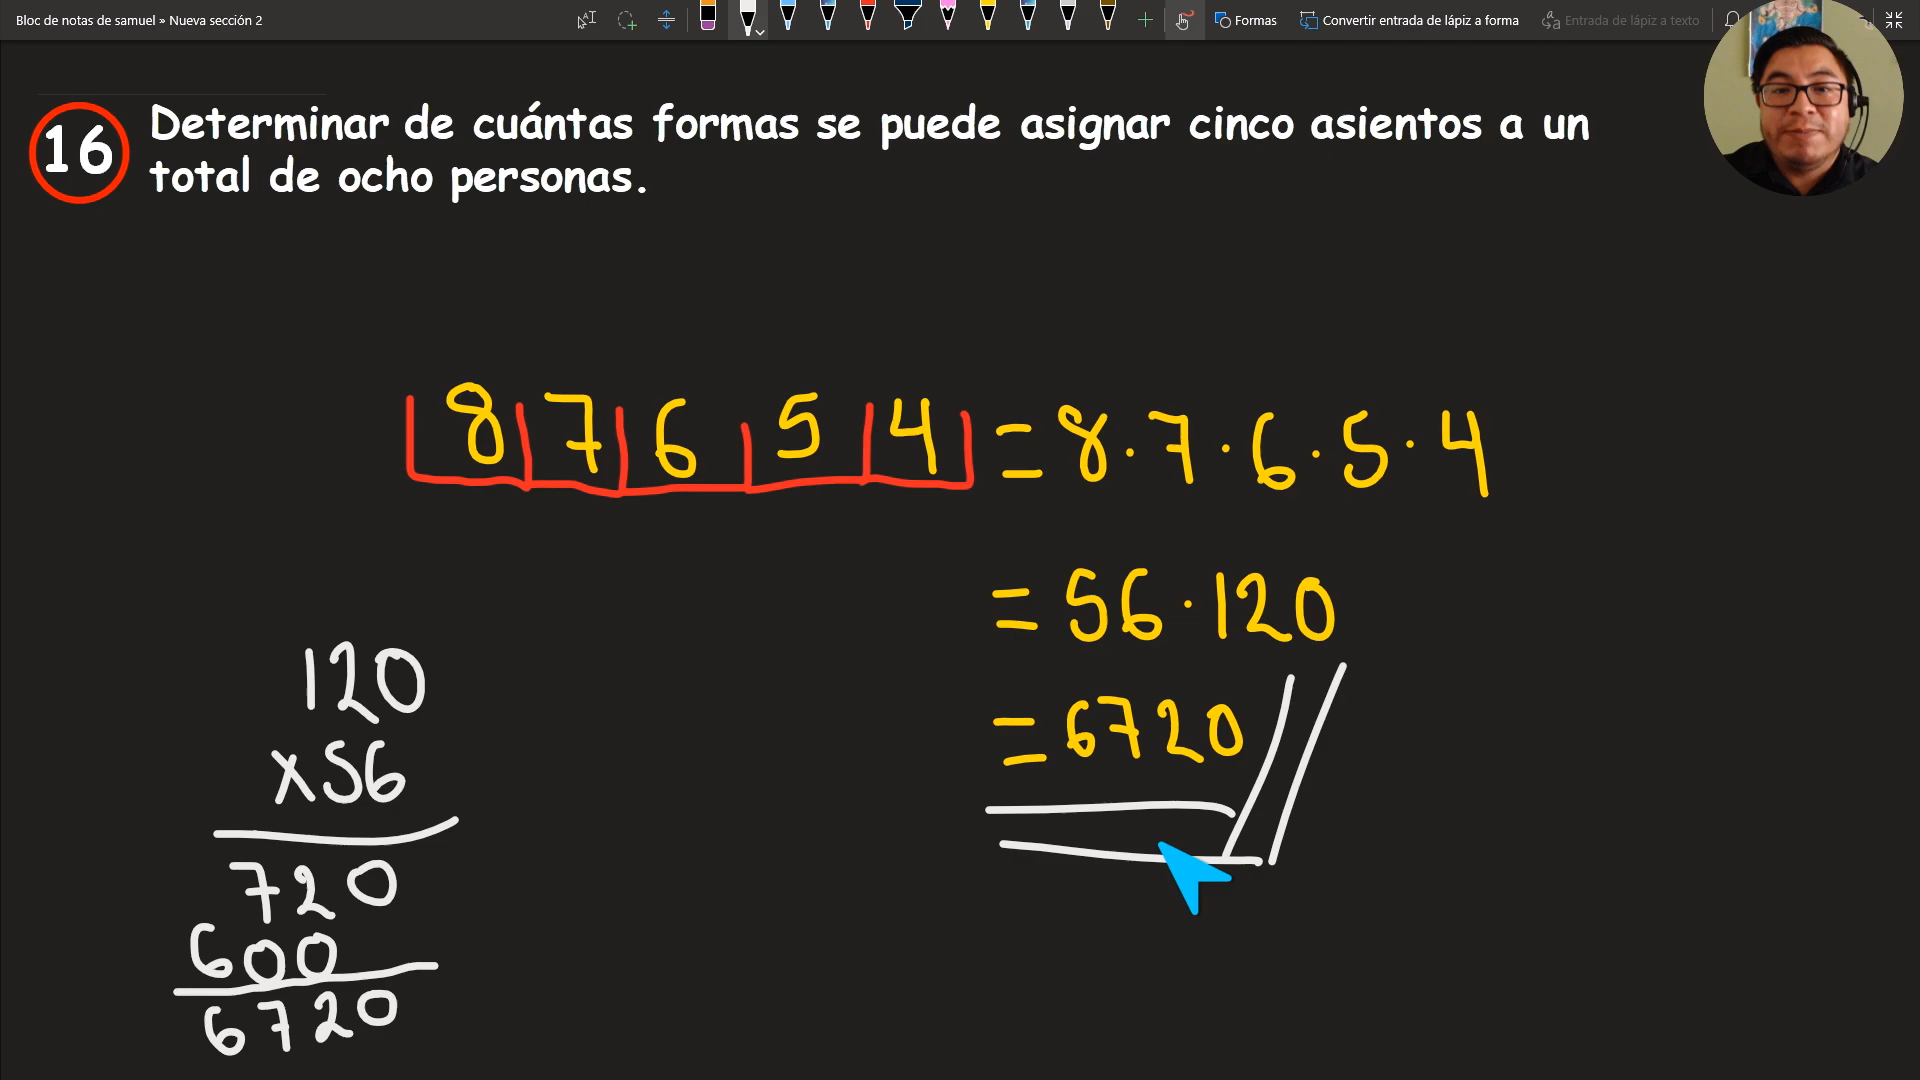 Bloc de notas de samuel » Nueva sección 2
Formas
Convertir entrada de lápiz a forma
Entrada de lápiz a texto
16
Determinar de cuántas formas se puede asignar cinco asientos a un
total de ocho personas.
8 7 6 5 4 = 8 · 7 · 6 · 5 · 4
= 56 · 120
= 6720
120
x56
720
600
6720